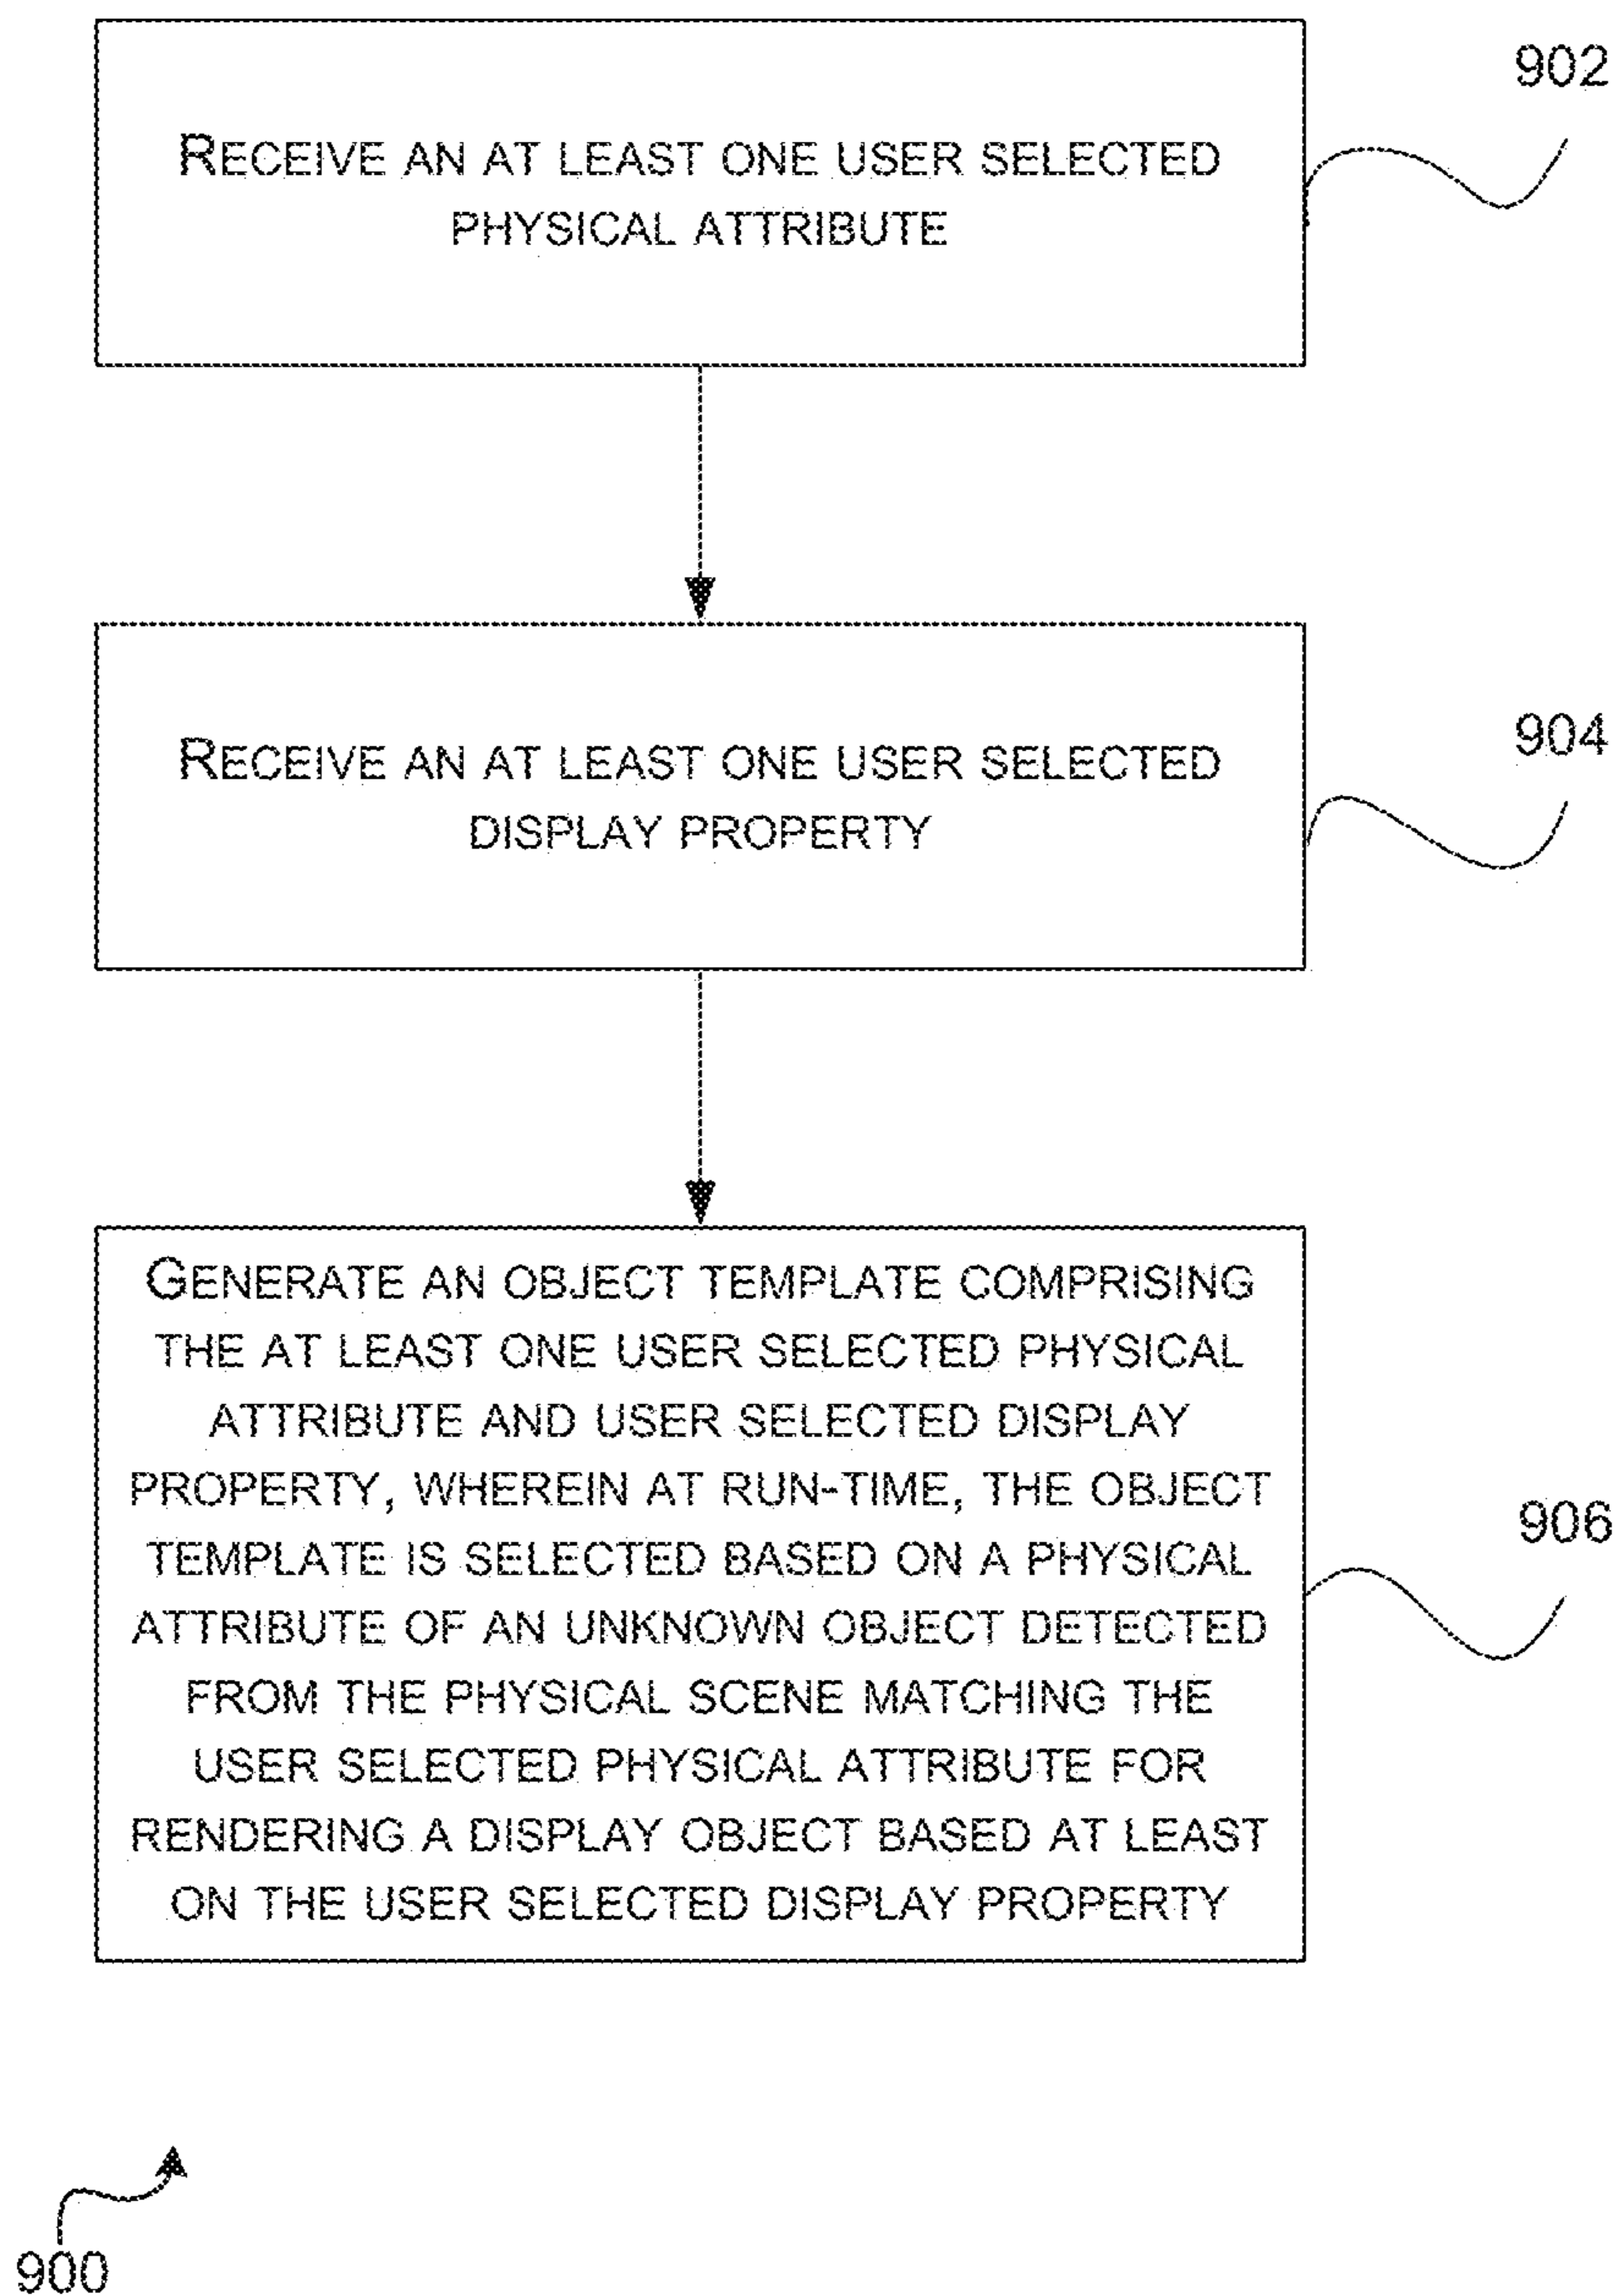 902
RECEIVE AN AT LEAST ONE USER SELECTED
PHYSICAL ATTRIBUTE
904
RECEIVE AN AT LEAST ONE USER SELECTED
DISPLAY PROPERTY
GENERATE AN OBJECT TEMPLATE COMPRISING
THE AT LEAST ONE USER SELECTED PHYSICAL
ATTRIBUTE AND USER SELECTED DISPLAY
PROPERTY, WHEREIN AT RUN-TIME, THE OBJECT
906
TEMPLATE IS SELECTED BASED ON A PHYSICAL
ATTRIBUTE OF AN UNKNOWN OBJECT DETECTED
FROM THE PHYSICAL SCENE MATCHING THE
USER SELECTED PHYSICAL ATTRIBUTE FOR
RENDERING A DISPLAY OBJECT BASED AT LEAST
ON THE USER SELECTED DISPLAY PROPERTY
900